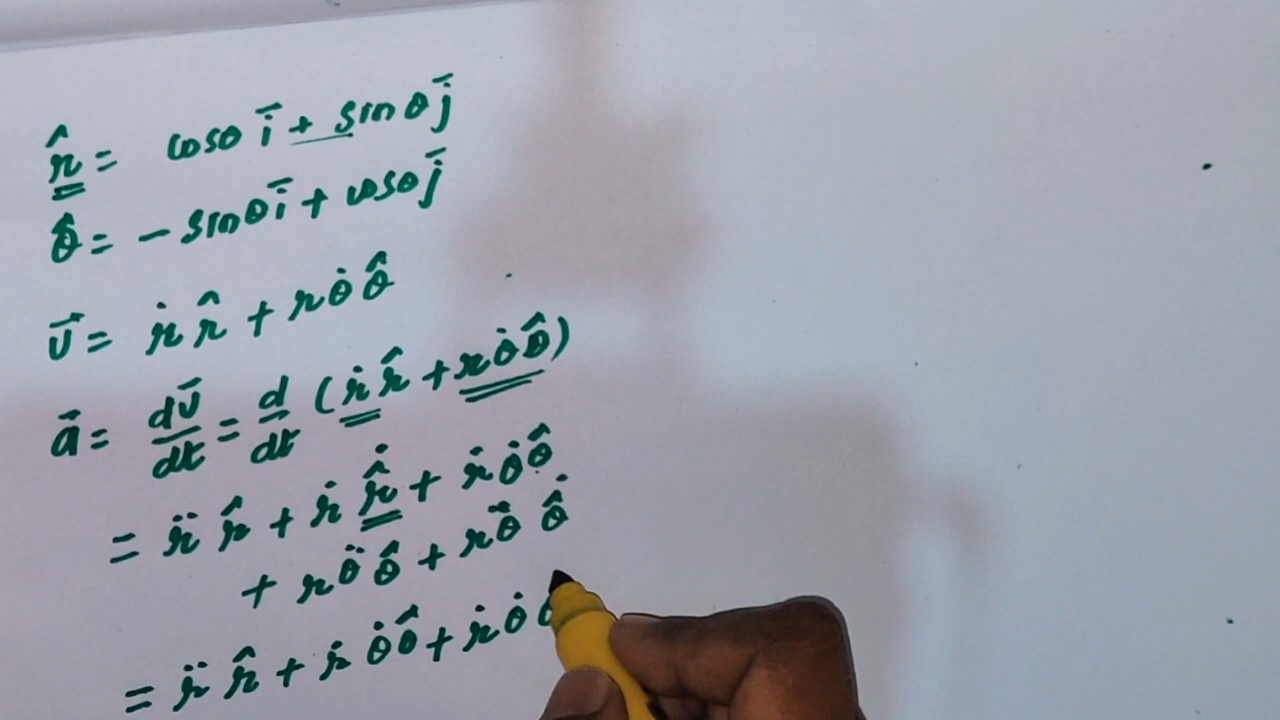 r̂ = cosθ i̅ + sinθ j̅
θ̂ = - sinθ i̅ + cosθ j̅
v⃗ = ṙ r̂ + r θ̇ θ̂
a̅ = dv̅/dt = d/dt (ṙ r̂ + r θ̇ θ̂)
= r̈ r̂ + ṙ r̂̇ + ṙ θ̇ θ̂
+ r θ̈ θ̂ + r θ̈ θ̂̇
= r̈ r̂ + ṙ θ̇ θ̂ + ṙ θ̇